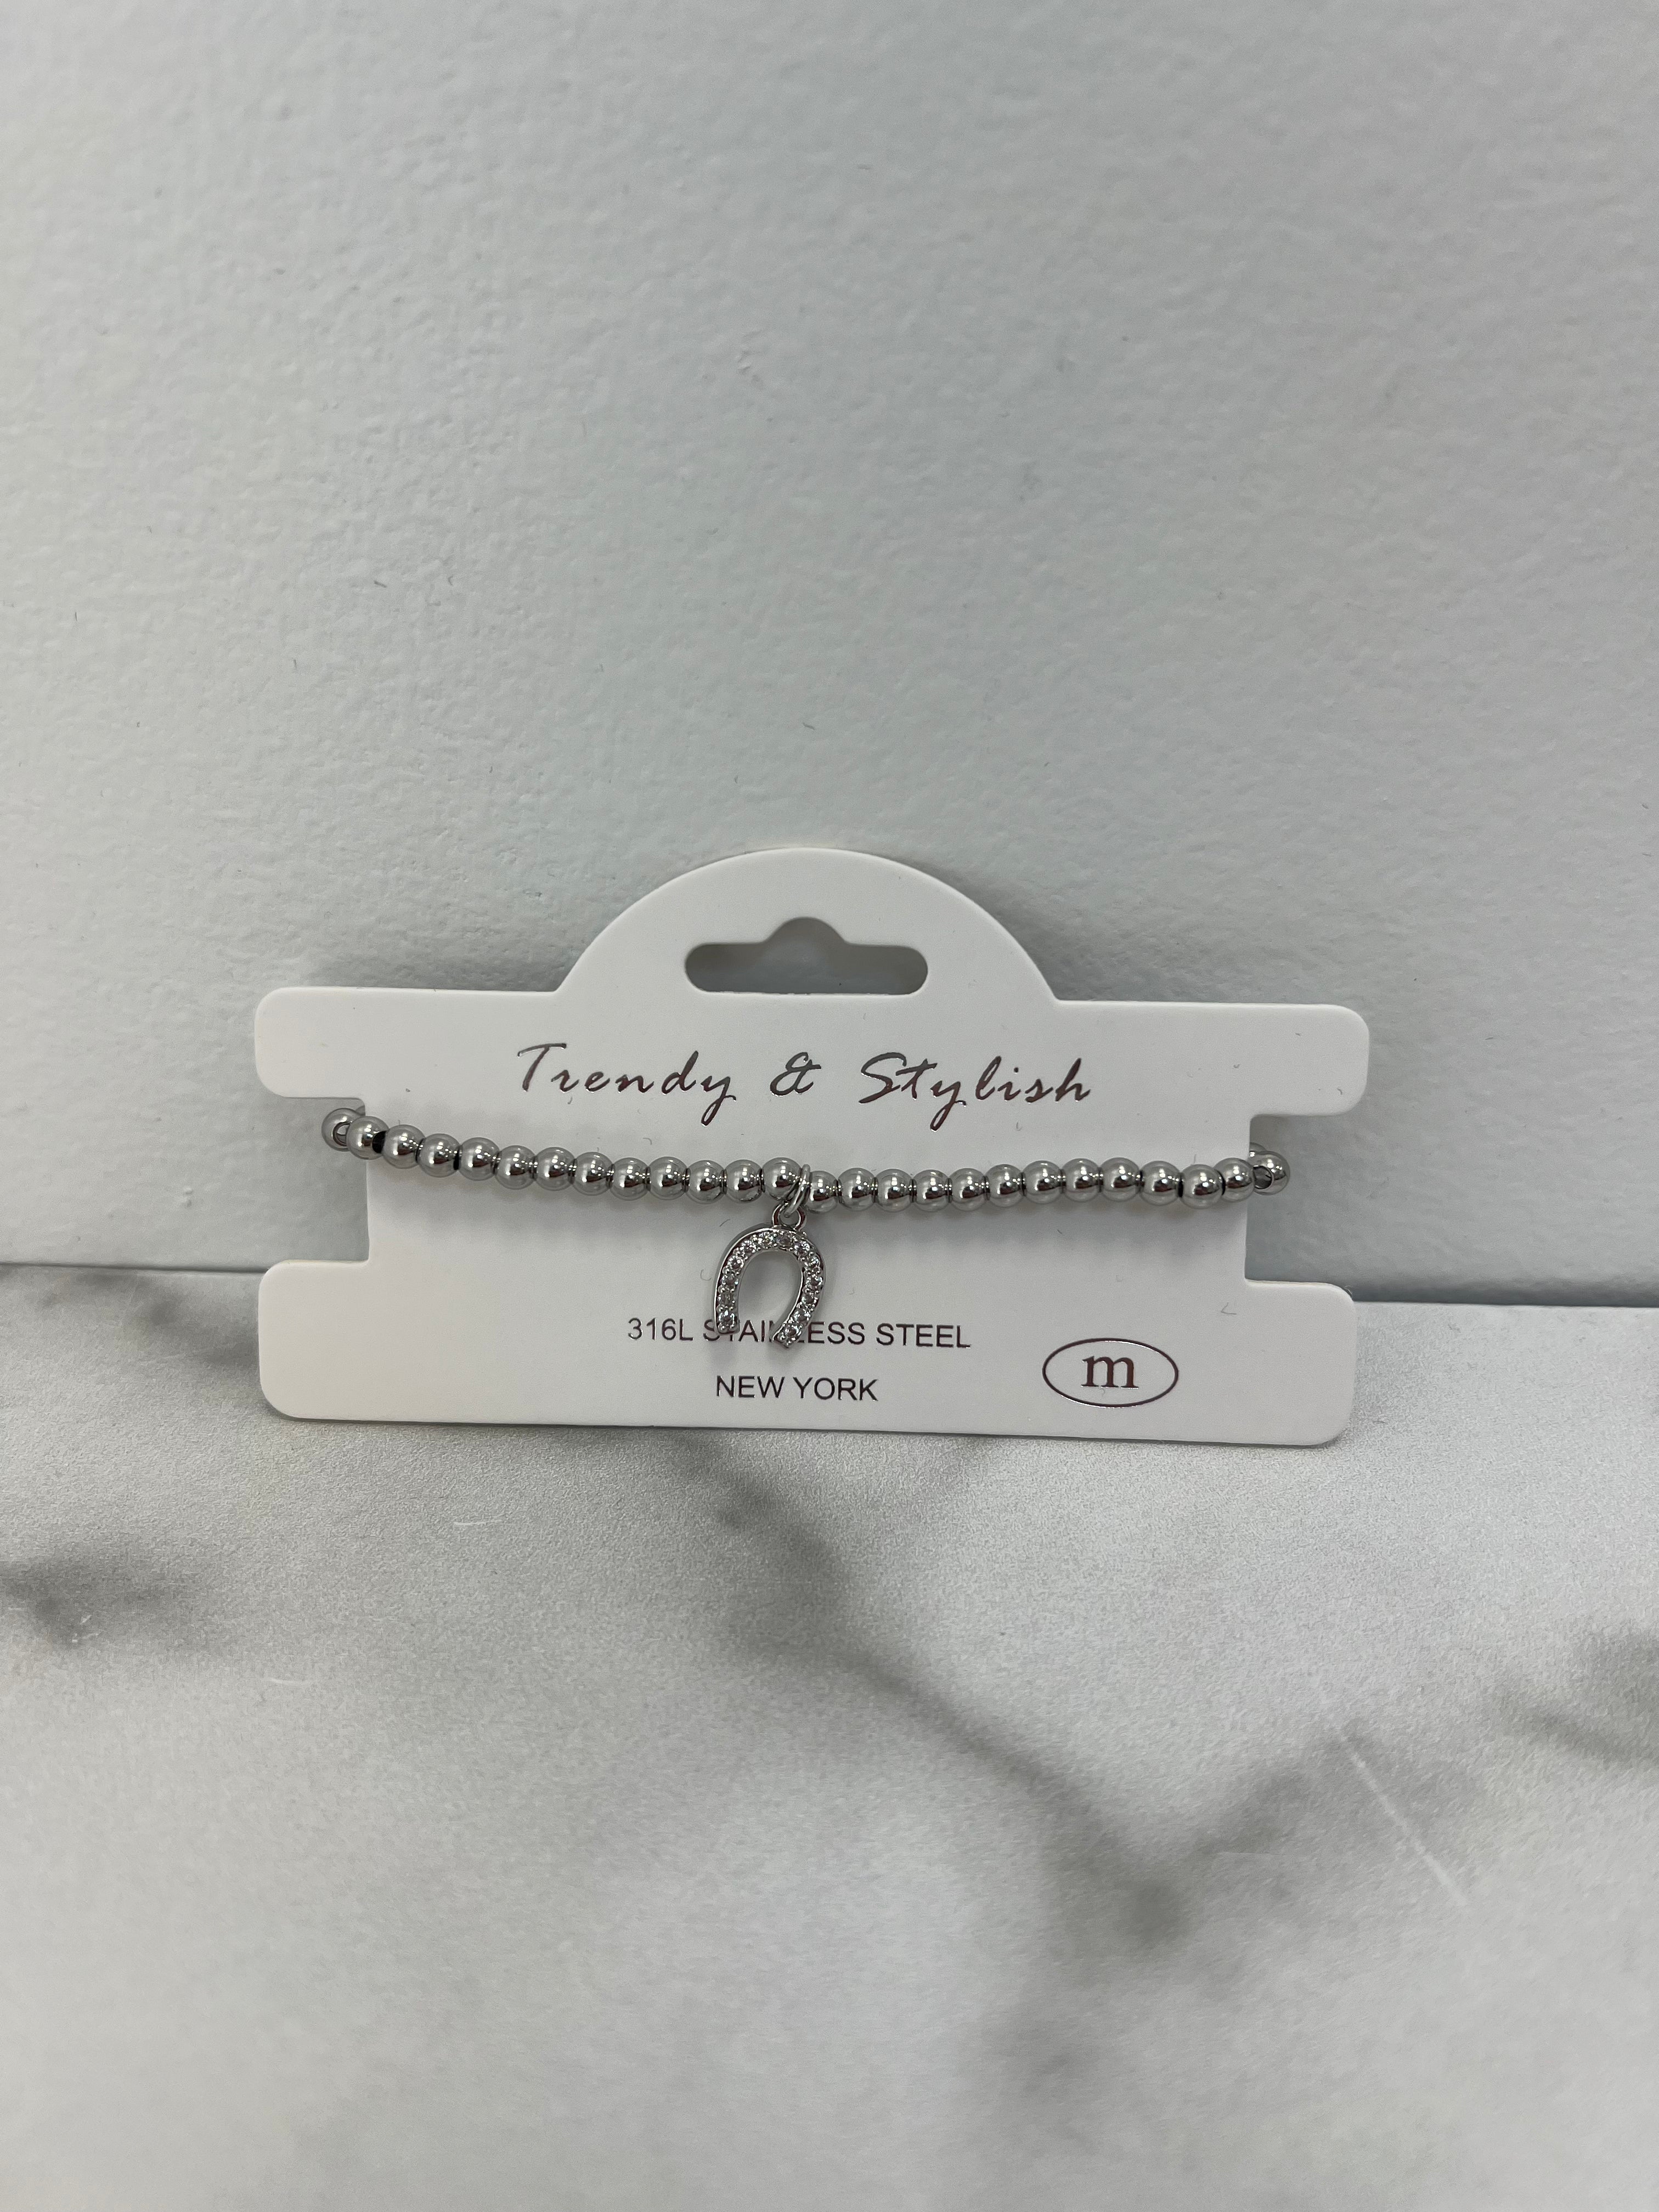 Trendy & Stylish
316L STAINLESS STEEL
NEW YORK
m